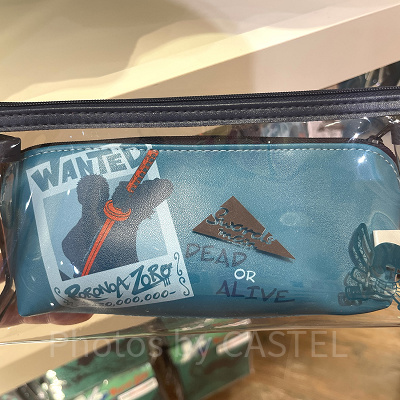 WANTED
RORONOA ZORO
DEAD
OR
ALIVE
Photos by CASTEL